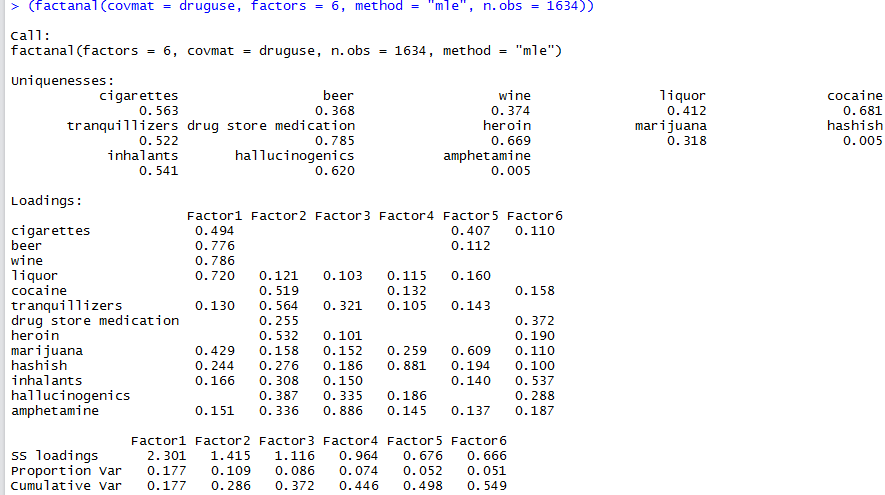 > (factanal(covmat = druguse, factors = 6, method = "mle", n.obs = 1634))
Call:
factanal(factors = 6, covmat = druguse, n.obs = 1634, method = "mle")
Uniquenesses:
cigarettes beer wine liquor cocaine
0.563 0.368 0.374 0.412 0.681
tranquillizers drug store medication heroin marijuana hashish
0.522 0.785 0.669 0.318 0.005
inhalants hallucinogenics amphetamine
0.541 0.620 0.005
Loadings:
Factor1 Factor2 Factor3 Factor4 Factor5 Factor6
cigarettes 0.494 0.407 0.110
beer 0.776 0.112
wine 0.786
liquor 0.720 0.121 0.103 0.115 0.160
cocaine 0.519 0.132 0.158
tranquillizers 0.130 0.564 0.321 0.105 0.143
drug store medication 0.255 0.372
heroin 0.532 0.101 0.190
marijuana 0.429 0.158 0.152 0.259 0.609 0.110
hashish 0.244 0.276 0.186 0.881 0.194 0.100
inhalants 0.166 0.308 0.150 0.140 0.537
hallucinogenics 0.387 0.335 0.186 0.288
amphetamine 0.151 0.336 0.886 0.145 0.137 0.187
Factor1 Factor2 Factor3 Factor4 Factor5 Factor6
SS loadings 2.301 1.415 1.116 0.964 0.676 0.666
Proportion Var 0.177 0.109 0.086 0.074 0.052 0.051
Cumulative Var 0.177 0.286 0.372 0.446 0.498 0.549